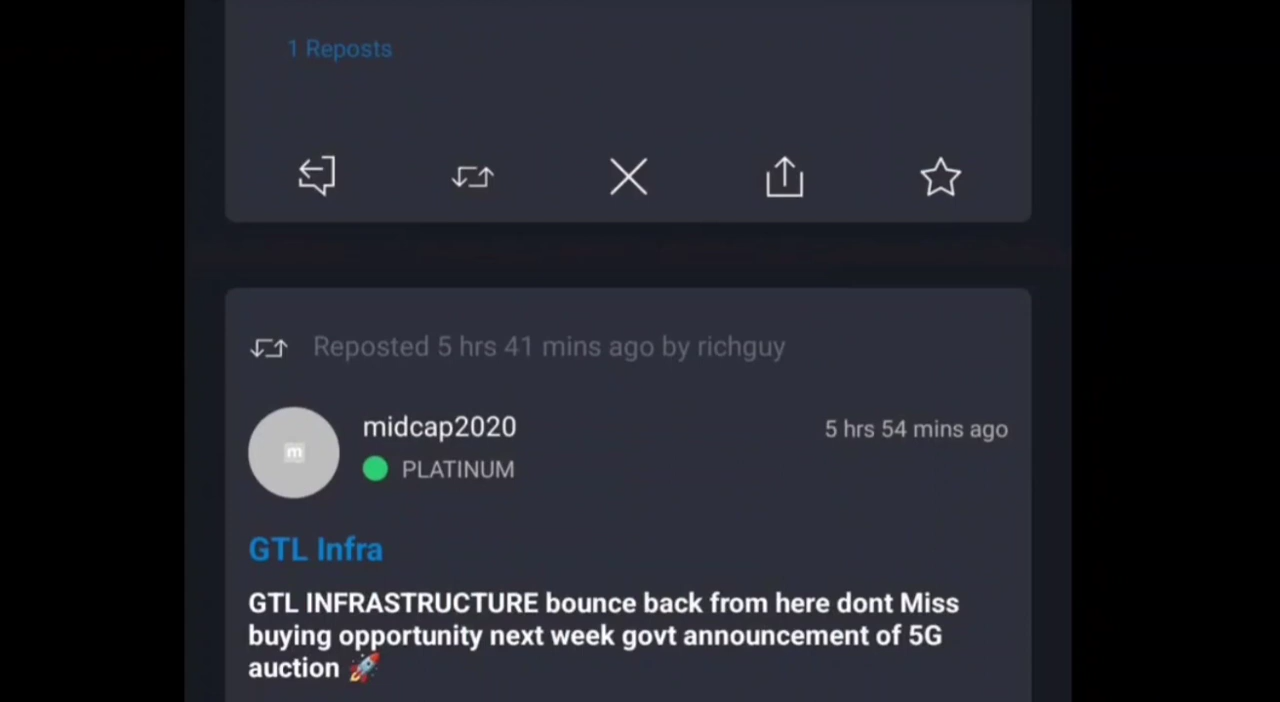 1 Reposts
Reposted 5 hrs 41 mins ago by richguy
m
midcap2020
5 hrs 54 mins ago
PLATINUM
GTL Infra
GTL INFRASTRUCTURE bounce back from here dont Miss
buying opportunity next week govt announcement of 5G
auction 🚀